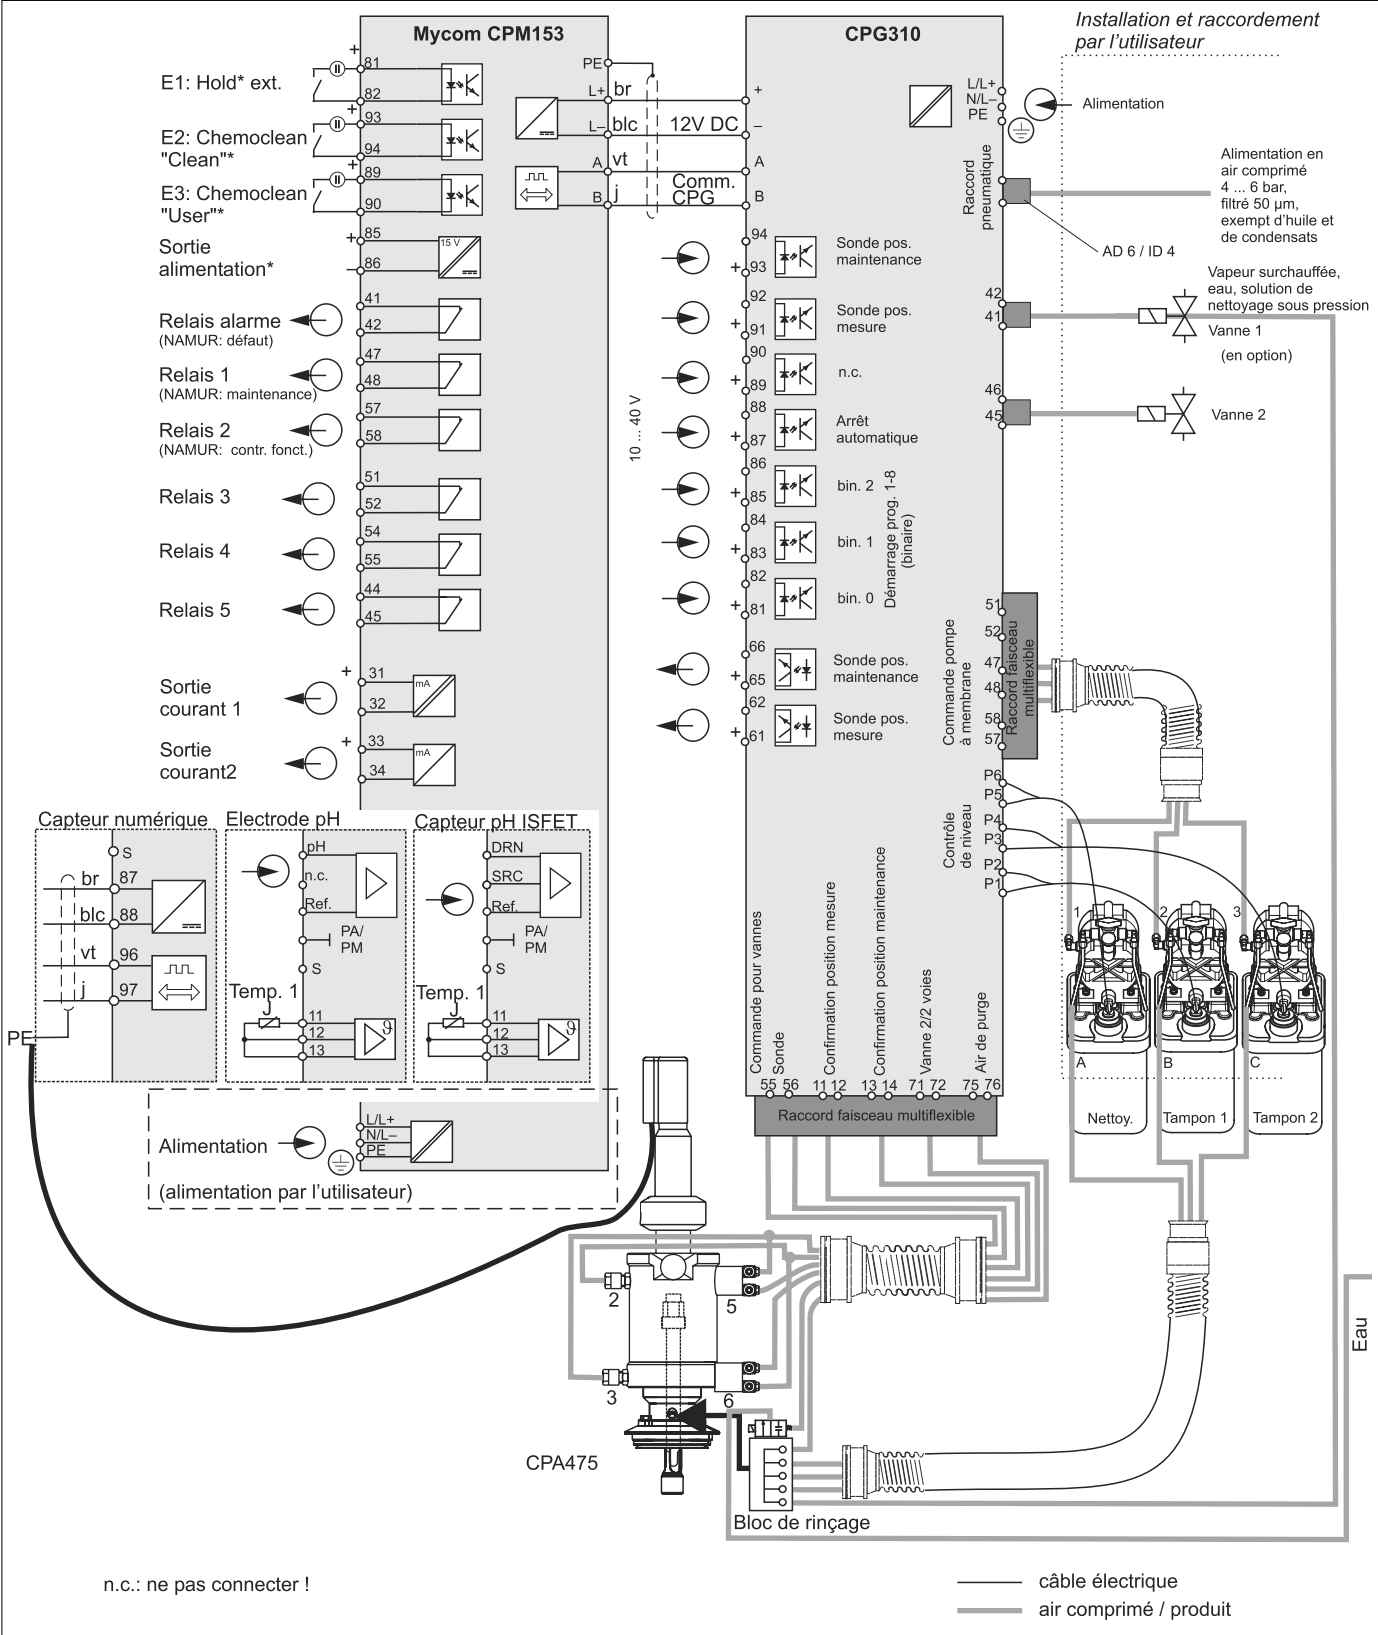 Mycom CPM153
CPG310
Installation et raccordement
par l’utilisateur
E1: Hold* ext.
+
81
82
E2: Chemoclean
"Clean"*
+
93
94
E3: Chemoclean
"User"*
+
89
90
Sortie
alimentation*
+
85
–
86
15 V
Relais alarme
(NAMUR: défaut)
41
42
Relais 1
(NAMUR: maintenance)
47
48
Relais 2
(NAMUR: contr. fonct.)
57
58
Relais 3
51
52
Relais 4
54
55
Relais 5
44
45
Sortie
courant 1
+
31
32
mA
Sortie
courant2
+
33
34
mA
PE
L+
br
+
L–
blc
12V DC
–
A
vt
A
Comm.
CPG
B
j
B
10 ... 40 V
94
+
93
Sonde pos.
maintenance
92
+
91
Sonde pos.
mesure
90
+
89
n.c.
88
+
87
Arrêt
automatique
86
+
85
bin. 2
84
+
83
bin. 1
82
+
81
bin. 0
Démarrage prog. 1-8
(binaire)
66
+
65
Sonde pos.
maintenance
62
+
61
Sonde pos.
mesure
L/L+
N/L–
PE
Alimentation
Raccord
pneumatique
Alimentation en
air comprimé
4 ... 6 bar,
filtré 50 µm,
exempt d’huile et
de condensats
AD 6 / ID 4
Vapeur surchauffée,
eau, solution de
nettoyage sous pression
42
41
Vanne 1
(en option)
46
45
Vanne 2
51
52
47
48
58
57
Commande pompe
à membrane
Raccord faisceau
multiflexible
P6
P5
P4
P3
P2
P1
Contrôle
de niveau
Capteur numérique
S
br
87
blc
88
vt
96
j
97
PE
Electrode pH
pH
n.c.
Ref.
PA/
PM
S
Temp. 1
11
12
13
ϑ
Capteur pH ISFET
DRN
SRC
Ref.
PA/
PM
S
Temp. 1
11
12
13
ϑ
Alimentation
L/L+
N/L–
PE
(alimentation par l’utilisateur)
Commande pour vannes
Sonde
Confirmation position mesure
Confirmation position maintenance
Vanne 2/2 voies
Air de purge
55 56 11 12 13 14 71 72 75 76
Raccord faisceau multiflexible
1
2
3
A
B
C
Nettoy.
Tampon 1
Tampon 2
2
5
3
6
CPA475
Bloc de rinçage
Eau
n.c.: ne pas connecter !
câble électrique
air comprimé / produit